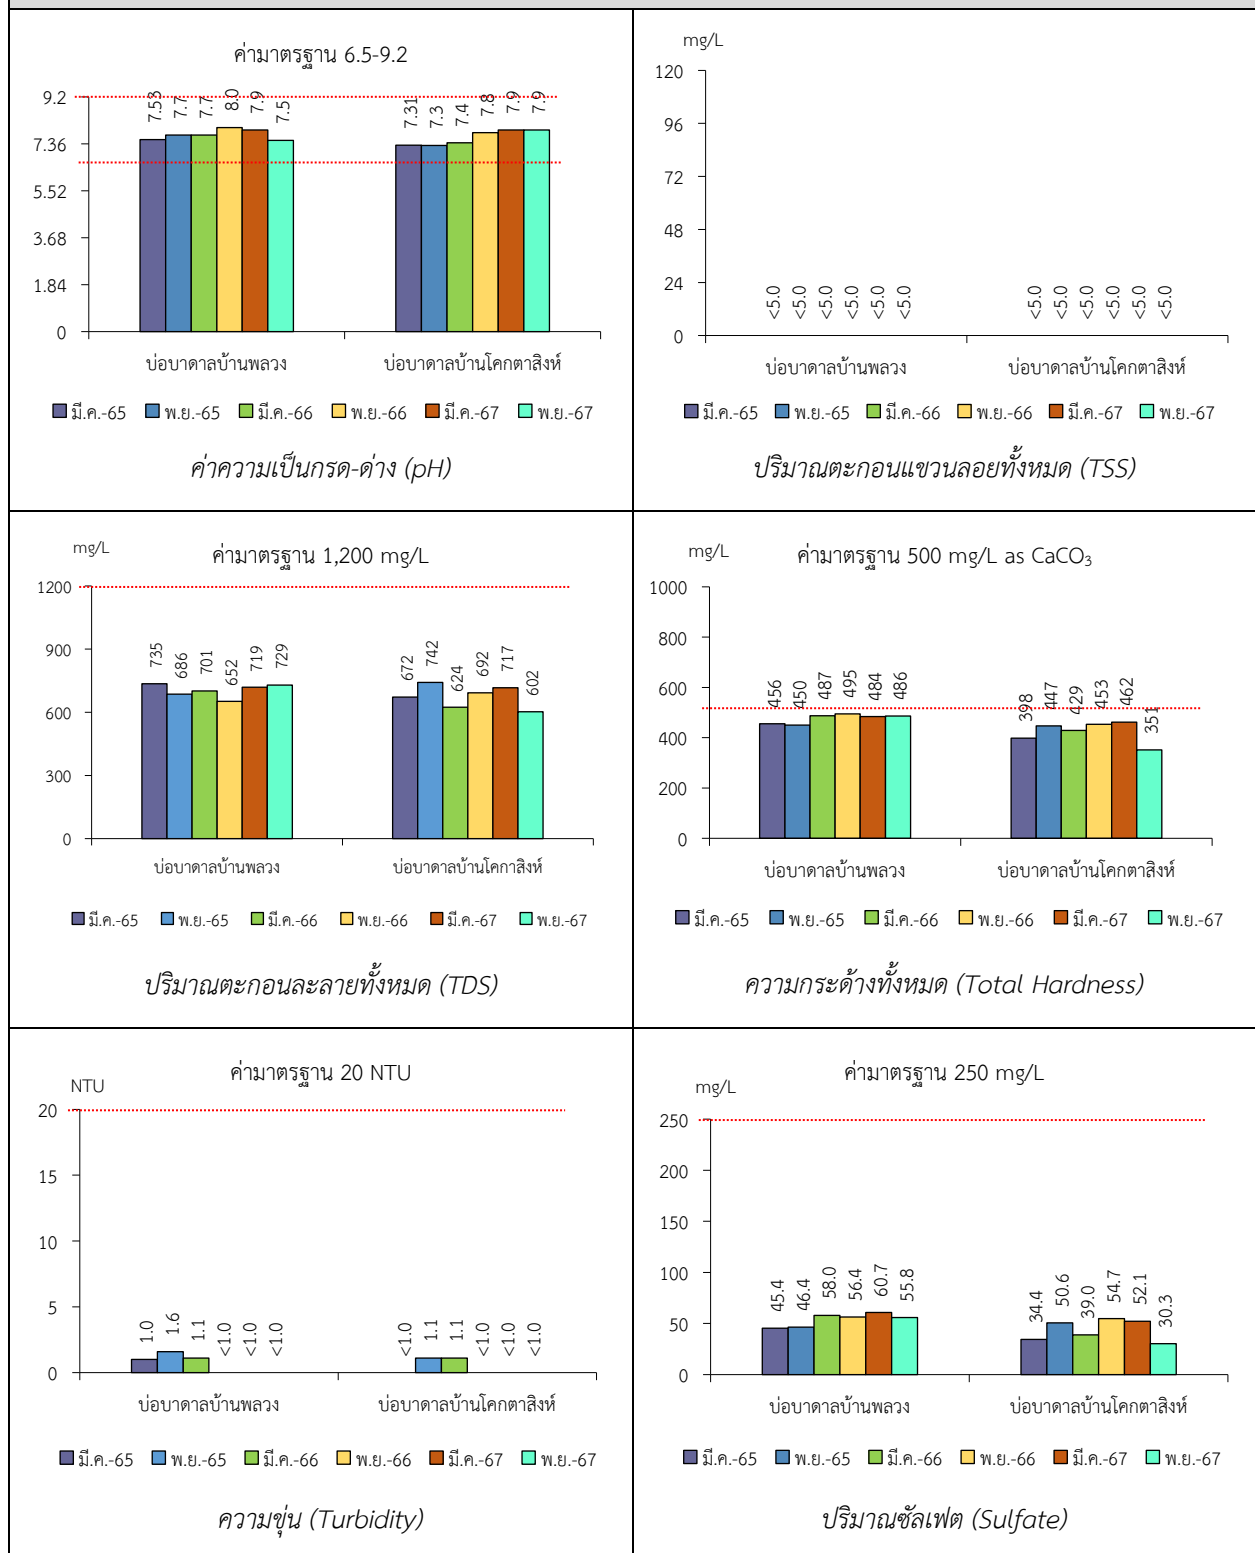 ค่ามาตรฐาน 6.5-9.2
9.2
7.36
5.52
3.68
1.84
0
7.53 7.7 7.7 8.0 7.9 7.5
7.31 7.3 7.4 7.8 7.9 7.9
บ่อบาดาลบ้านพลวง บ่อบาดาลบ้านโคกตาสิงห์
มี.ค.-65 พ.ย.-65 มี.ค.-66 พ.ย.-66 มี.ค.-67 พ.ย.-67
ค่าความเป็นกรด-ด่าง (pH)
mg/L
120
96
72
48
24
0
<5.0 <5.0 <5.0 <5.0 <5.0 <5.0
<5.0 <5.0 <5.0 <5.0 <5.0 <5.0
บ่อบาดาลบ้านพลวง บ่อบาดาลบ้านโคกตาสิงห์
มี.ค.-65 พ.ย.-65 มี.ค.-66 พ.ย.-66 มี.ค.-67 พ.ย.-67
ปริมาณตะกอนแขวนลอยทั้งหมด (TSS)
mg/L
ค่ามาตรฐาน 1,200 mg/L
1200
900
600
300
0
735 686 701 652 719 729
672 742 624 692 717 602
บ่อบาดาลบ้านพลวง บ่อบาดาลบ้านโคกาสิงห์
มี.ค.-65 พ.ย.-65 มี.ค.-66 พ.ย.-66 มี.ค.-67 พ.ย.-67
ปริมาณตะกอนละลายทั้งหมด (TDS)
mg/L
ค่ามาตรฐาน 500 mg/L as CaCO₃
1000
800
600
400
200
0
456 450 487 495 484 486
398 447 429 453 462 351
บ่อบาดาลบ้านพลวง บ่อบาดาลบ้านโคกตาสิงห์
มี.ค.-65 พ.ย.-65 มี.ค.-66 พ.ย.-66 มี.ค.-67 พ.ย.-67
ความกระด้างทั้งหมด (Total Hardness)
NTU
ค่ามาตรฐาน 20 NTU
20
15
10
5
0
1.0 1.6 1.1 <1.0 <1.0 <1.0
<1.0 1.1 1.1 <1.0 <1.0 <1.0
บ่อบาดาลบ้านพลวง บ่อบาดาลบ้านโคกตาสิงห์
มี.ค.-65 พ.ย.-65 มี.ค.-66 พ.ย.-66 มี.ค.-67 พ.ย.-67
ความขุ่น (Turbidity)
mg/L
ค่ามาตรฐาน 250 mg/L
250
200
150
100
50
0
45.4 46.4 58.0 56.4 60.7 55.8
34.4 50.6 39.0 54.7 52.1 30.3
บ่อบาดาลบ้านพลวง บ่อบาดาลบ้านโคกตาสิงห์
มี.ค.-65 พ.ย.-65 มี.ค.-66 พ.ย.-66 มี.ค.-67 พ.ย.-67
ปริมาณซัลเฟต (Sulfate)